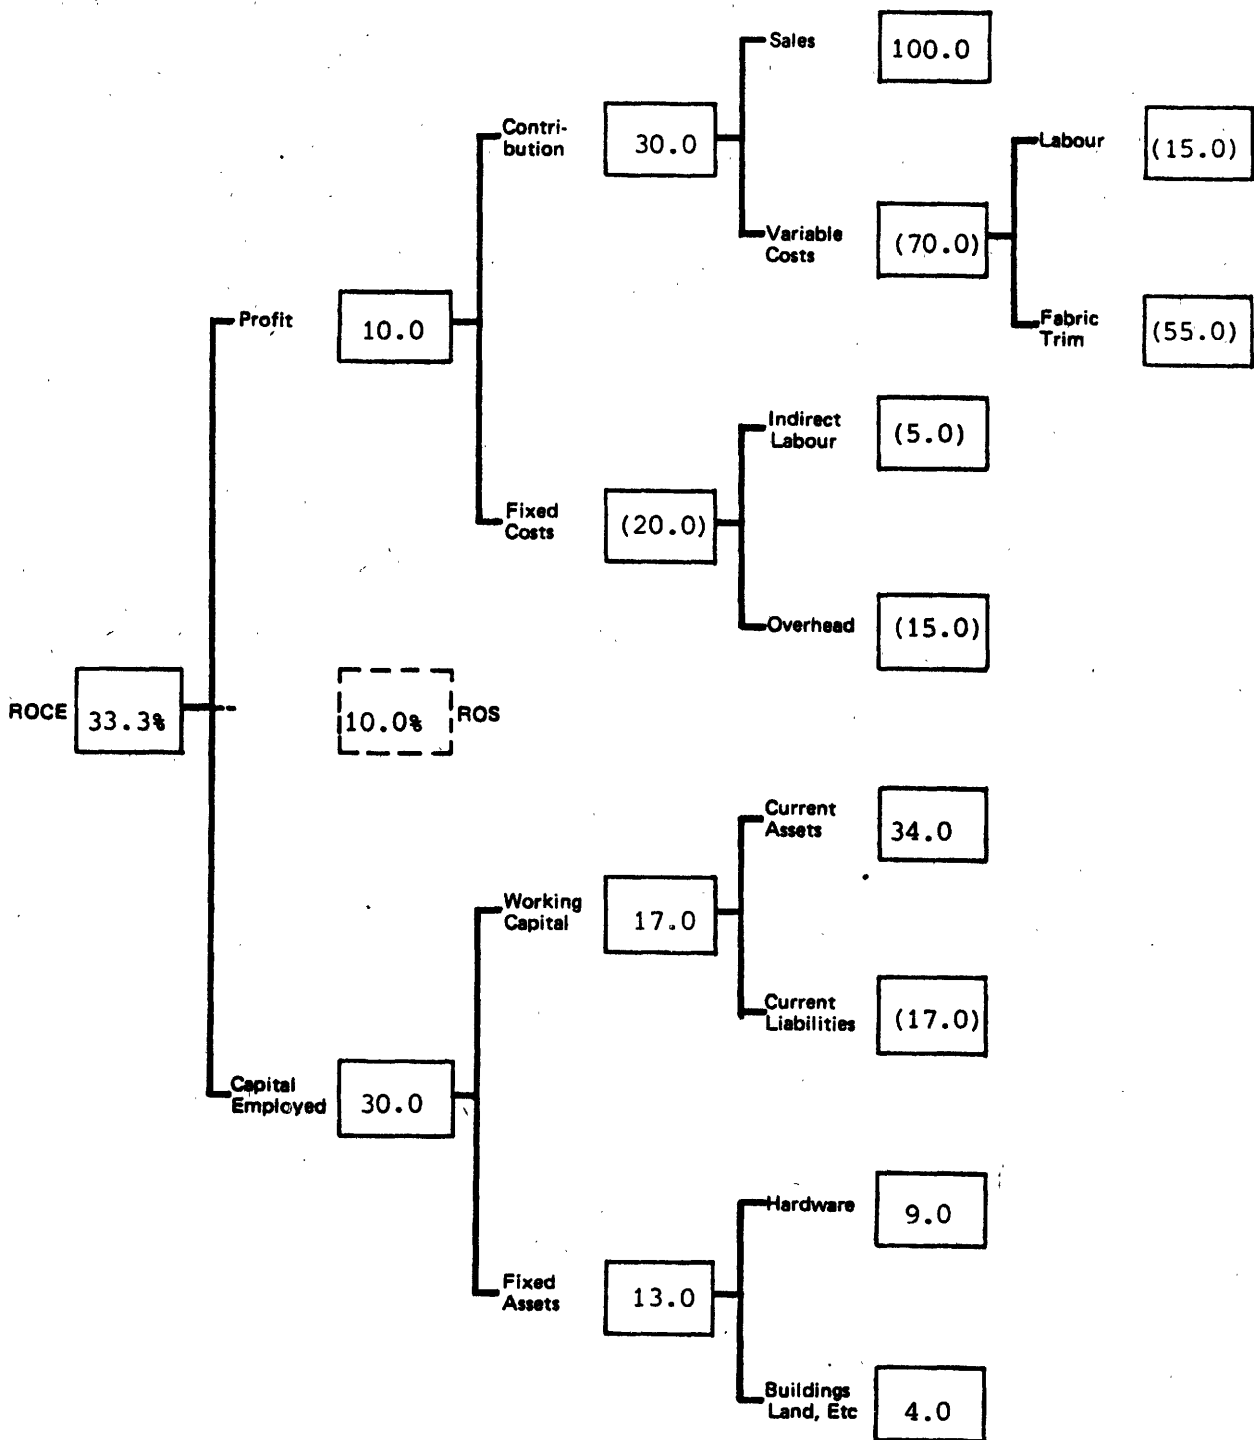 Sales
100.0
Contri-
bution
30.0
Labour
(15.0)
Variable
Costs
(70.0)
Profit
10.0
Fabric
Trim
(55.0)
Indirect
Labour
(5.0)
Fixed
Costs
(20.0)
Overhead
(15.0)
ROCE
33.3%
10.0%
ROS
Current
Assets
34.0
Working
Capital
17.0
Current
Liabilities
(17.0)
Capital
Employed
30.0
Hardware
9.0
Fixed
Assets
13.0
Buildings
Land, Etc
4.0